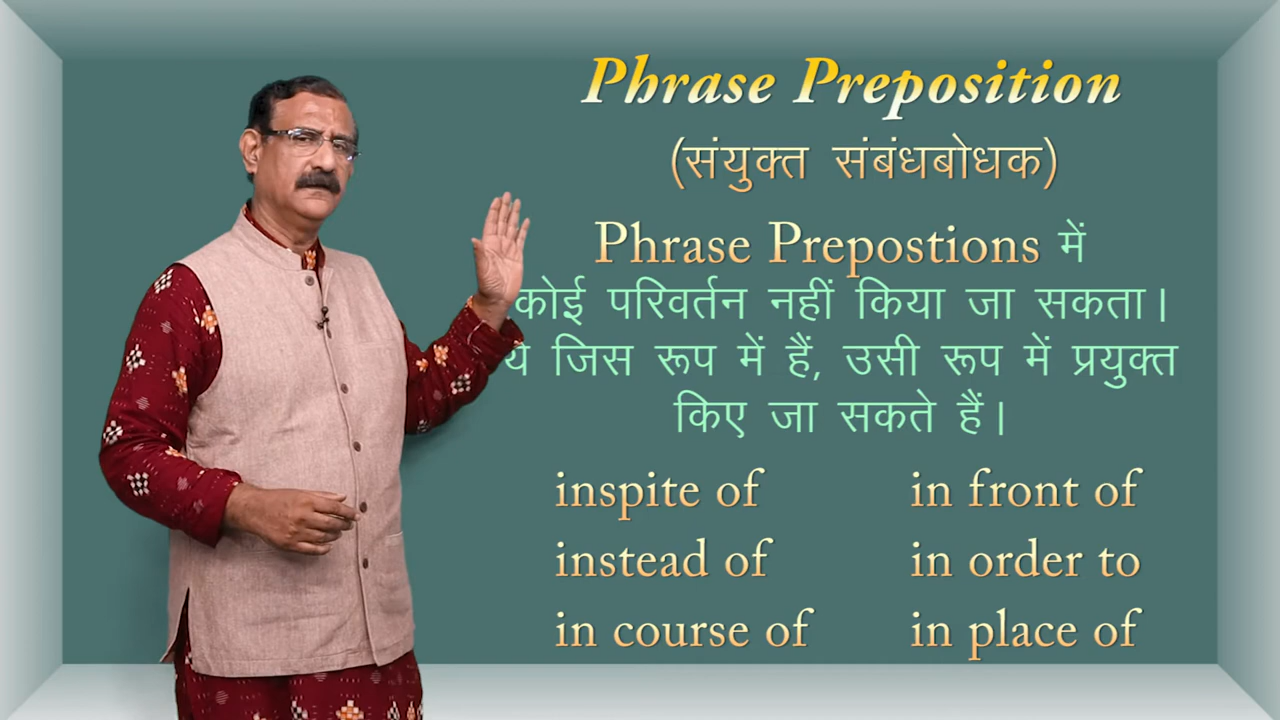 Phrase Preposition
(संयुक्त संबंधबोधक)
Phrase Prepostions में
कोई परिवर्तन नहीं किया जा सकता।
ये जिस रूप में हैं, उसी रूप में प्रयुक्त
किए जा सकते हैं।
inspite of in front of
instead of in order to
in course of in place of